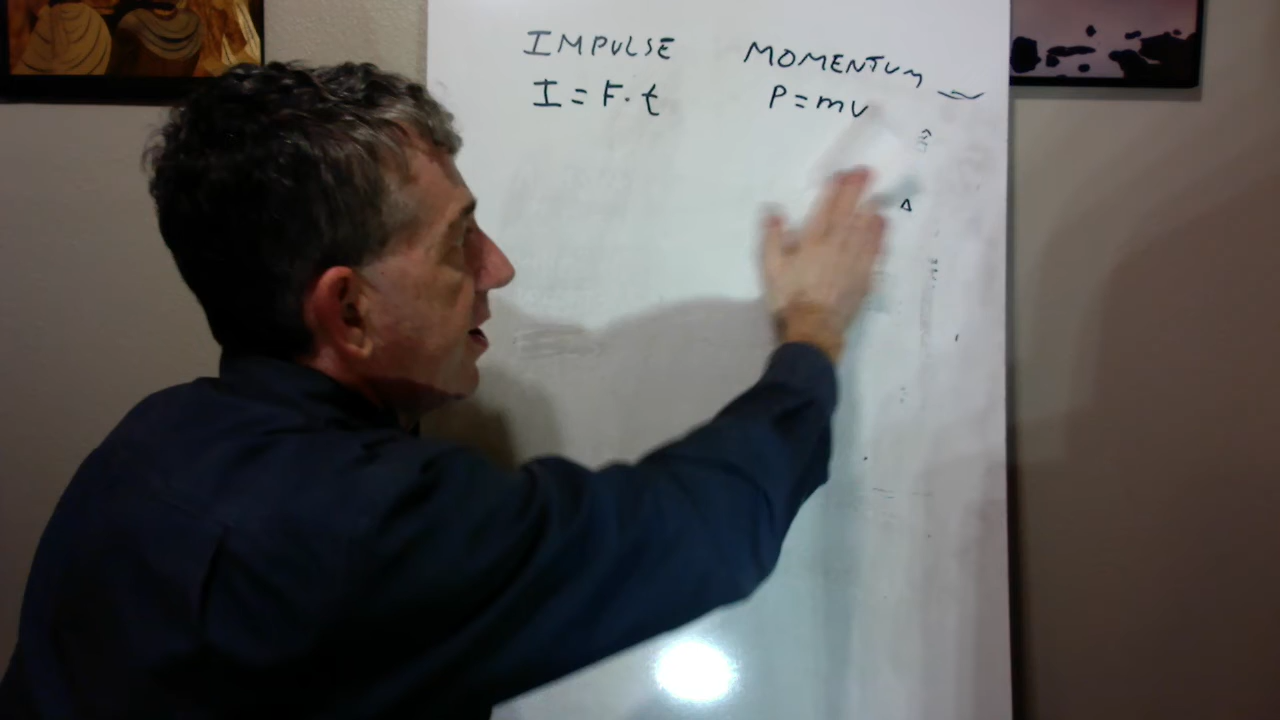 IMPULSE
I = F · t
MOMENTUM
P = mv
Δ